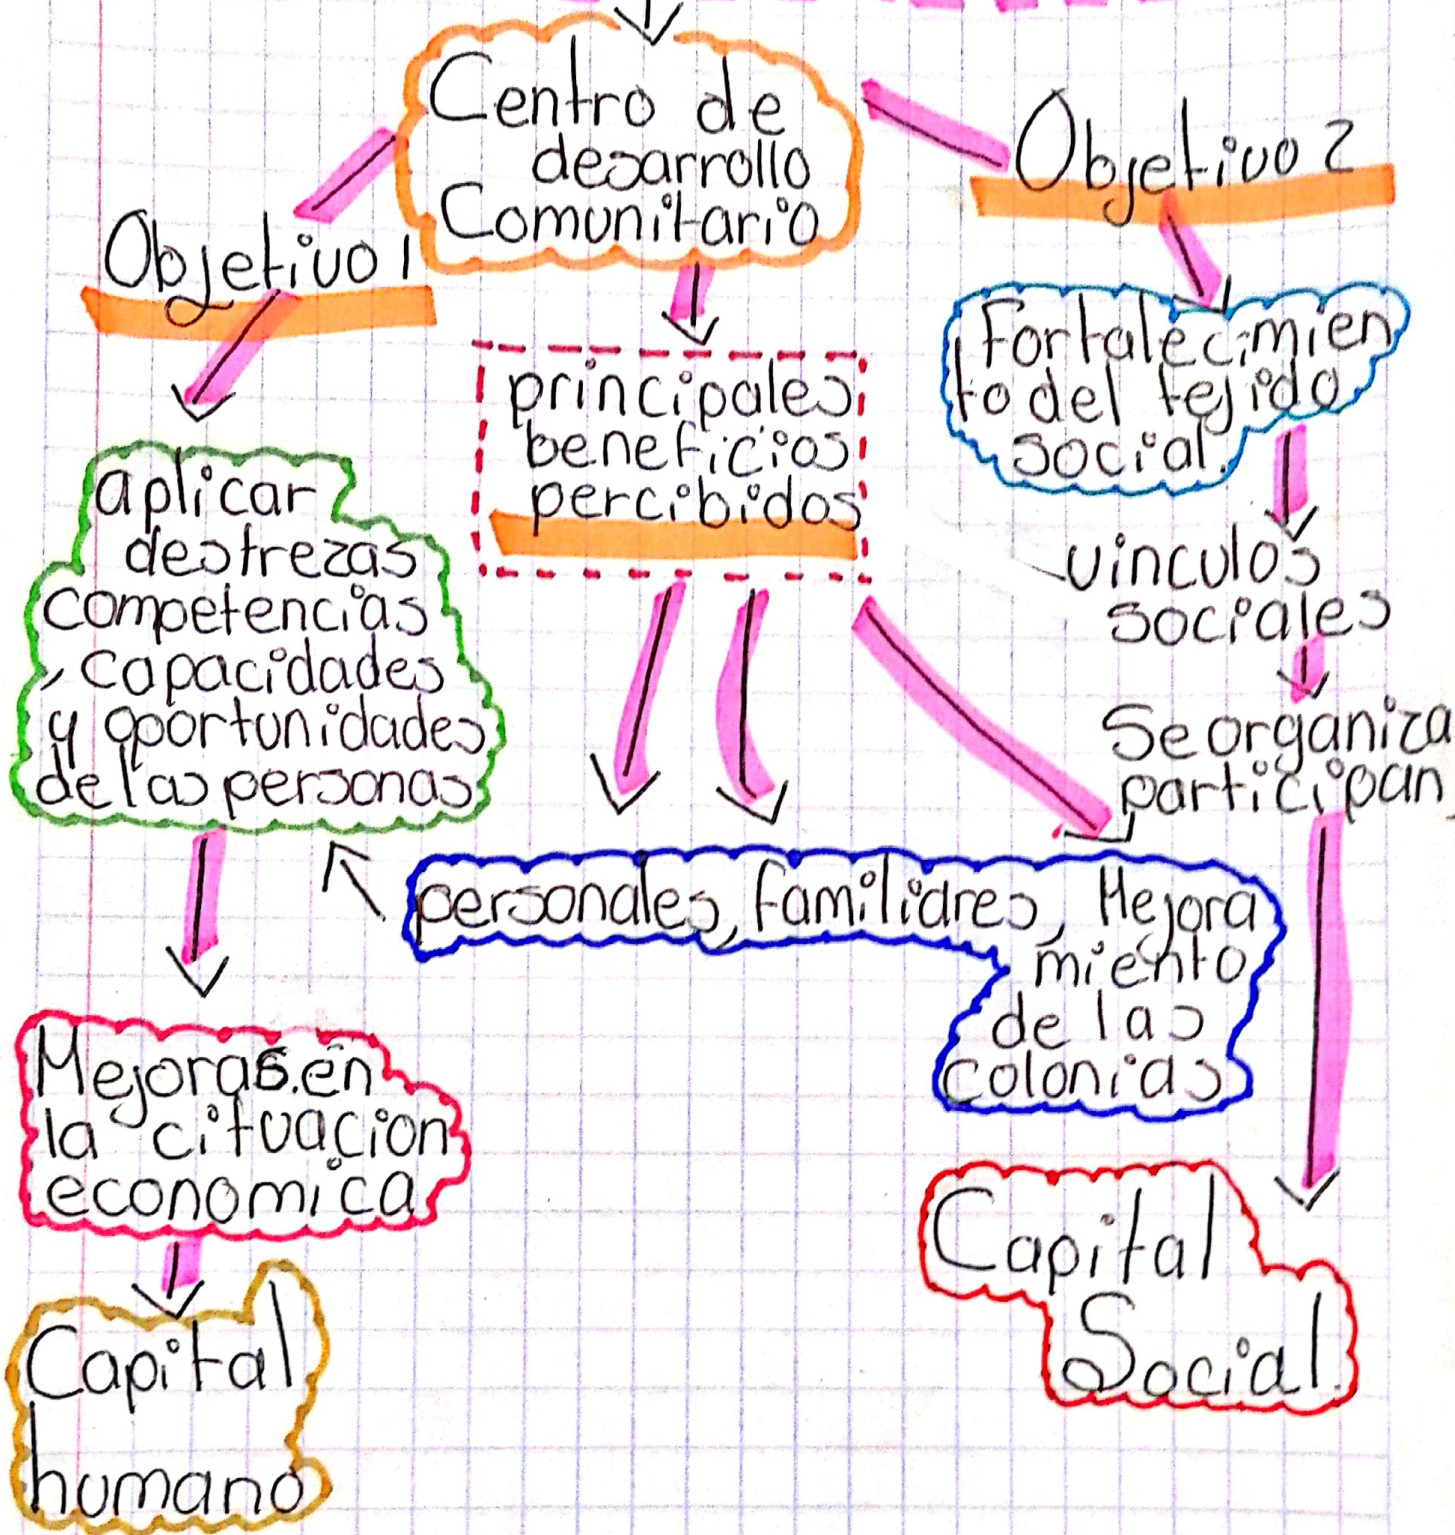 Centro de
desarrollo
Comunitario
Objetivo 1
aplicar
destrezas
competencias
, capacidades
y oportunidades
de las personas
Mejoras en
la cituacion
economica
Capital
humano
principales
beneficios
percibidos
personales, familiares, Mejora
miento
de las
colonias
Objetivo 2
Fortalecimien
to del tejido
social.
vinculos
sociales
Se organiza
participan
Capital
Social.